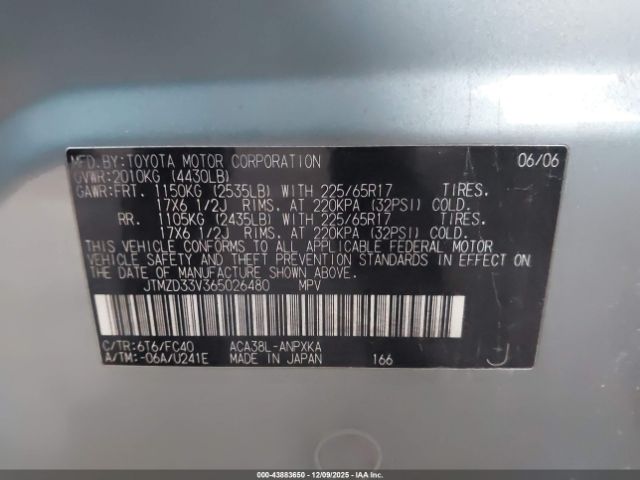 MFD.BY:TOYOTA MOTOR CORPORATION 06/06
GVWR:2010KG (4430LB)
GAWR:FRT. 1150KG (2535LB) WITH 225/65R17 TIRES.
17X6 1/2J RIMS. AT 220KPA (32PSI) COLD.
RR. 1105KG (2435LB) WITH 225/65R17 TIRES.
17X6 1/2J RIMS. AT 220KPA (32PSI) COLD.
THIS VEHICLE CONFORMS TO ALL APPLICABLE FEDERAL MOTOR
VEHICLE SAFETY AND THEFT PREVENTION STANDARDS IN EFFECT ON
THE DATE OF MANUFACTURE SHOWN ABOVE.
JTMZD33V365026480 MPV
C/TR:6T6/FC40 ACA38L-ANPXKA
A/TM:-06A/U241E MADE IN JAPAN 166 J
000-43883650 | 12/09/2025 | IAA Inc.